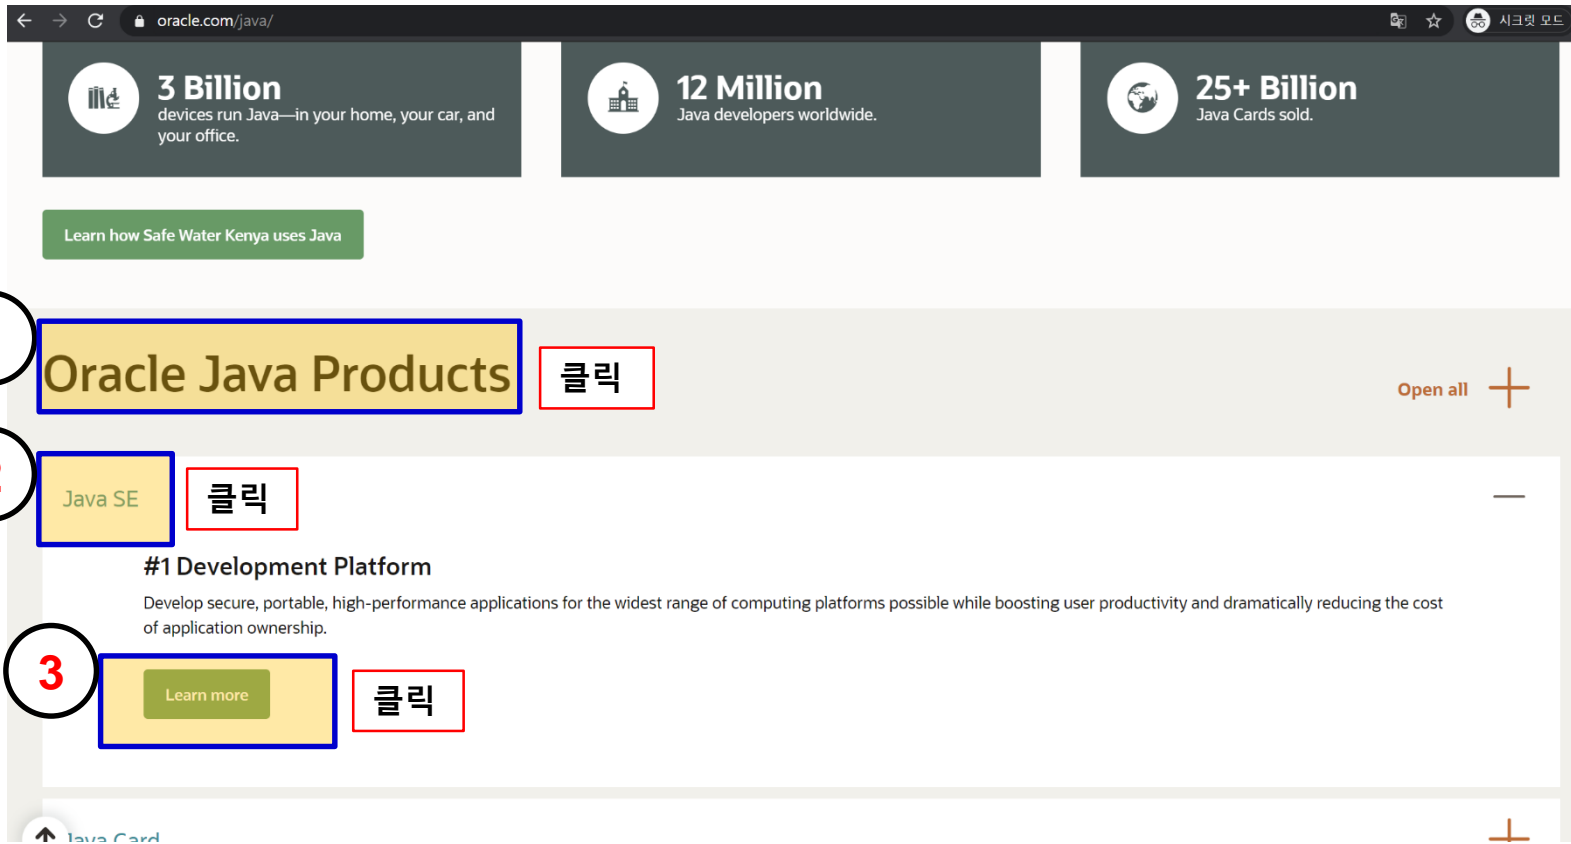 oracle.com/java/
시크릿 모드
3 Billion
devices run Java—in your home, your car, and
your office.
12 Million
Java developers worldwide.
25+ Billion
Java Cards sold.
Learn how Safe Water Kenya uses Java
Oracle Java Products
클릭
Open all
Java SE
클릭
#1 Development Platform
Develop secure, portable, high-performance applications for the widest range of computing platforms possible while boosting user productivity and dramatically reducing the cost
of application ownership.
3
Learn more
클릭
Java Card